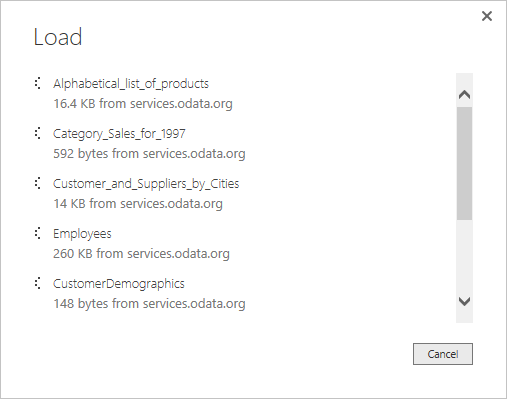 Load
Alphabetical_list_of_products
16.4 KB from services.odata.org
Category_Sales_for_1997
592 bytes from services.odata.org
Customer_and_Suppliers_by_Cities
14 KB from services.odata.org
Employees
260 KB from services.odata.org
CustomerDemographics
148 bytes from services.odata.org
Cancel